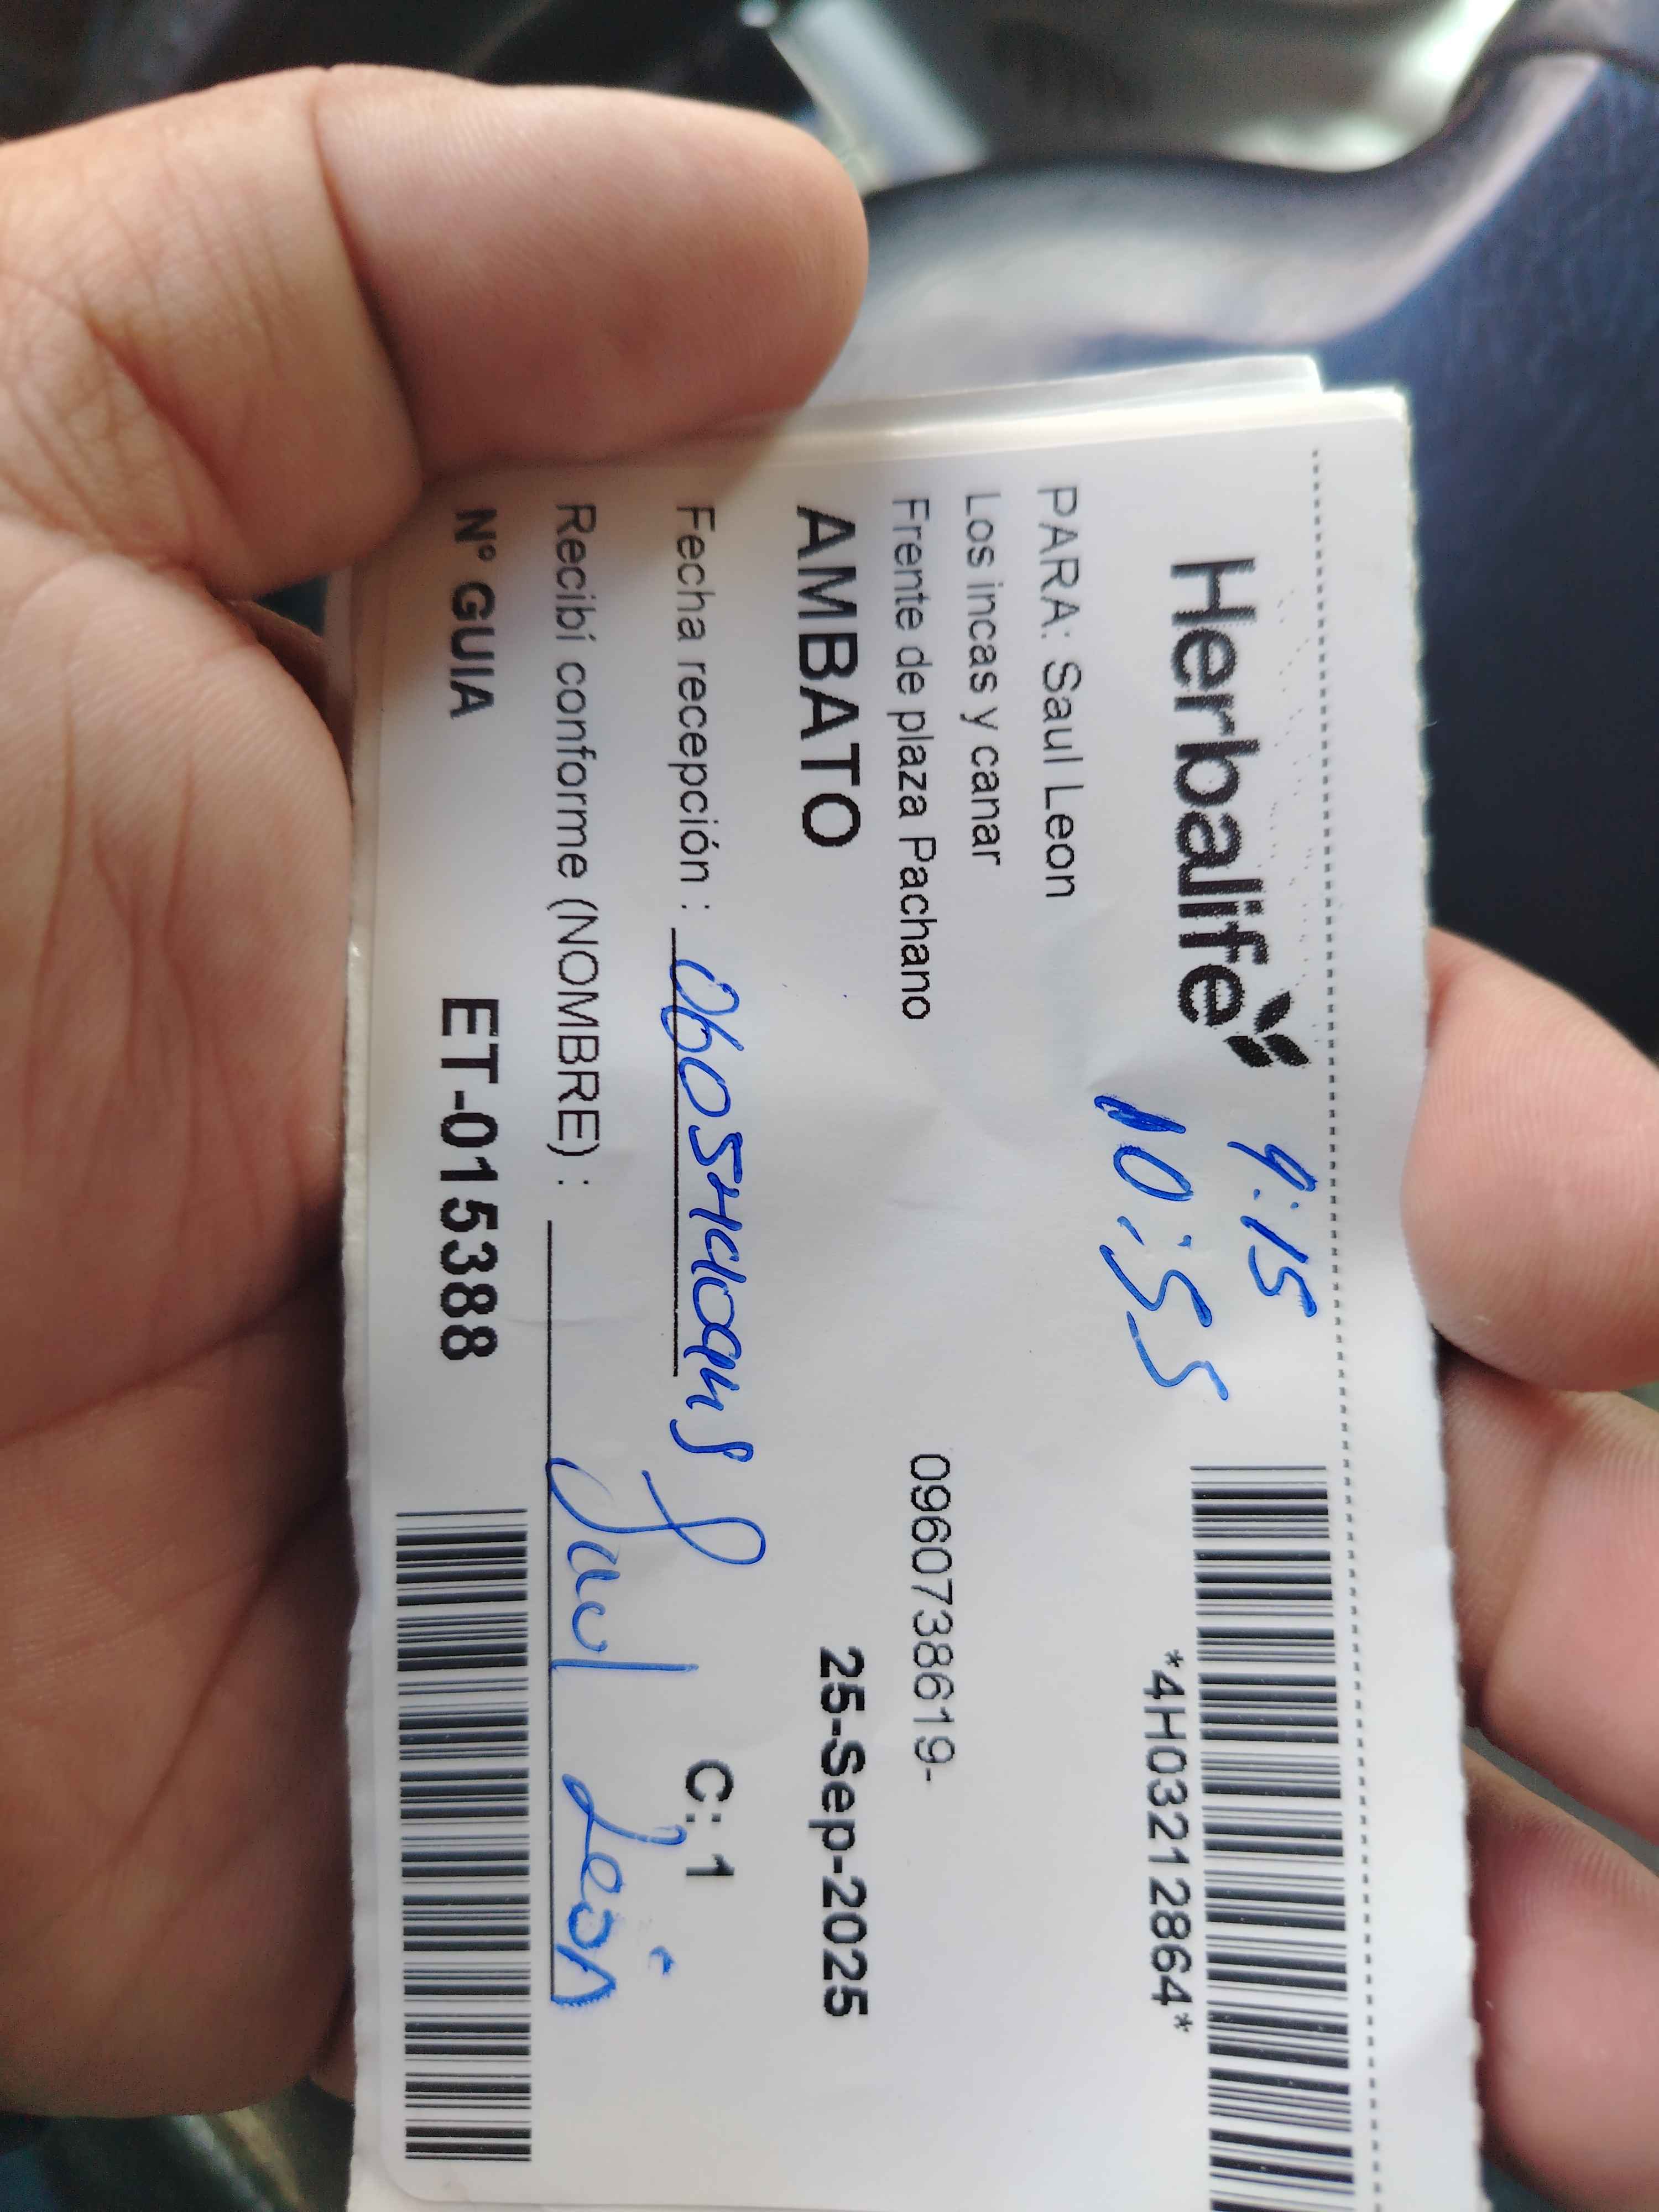 Herbalife
9:15
10:55
*4H03212864*
PARA: Saul Leon
Los incas y canar
Frente de plaza Pachano
0960738619-
AMBATO
25-Sep-2025
Fecha recepción :
C: 1
Recibí conforme (NOMBRE) : Saul León
N° GUIA ET-015388